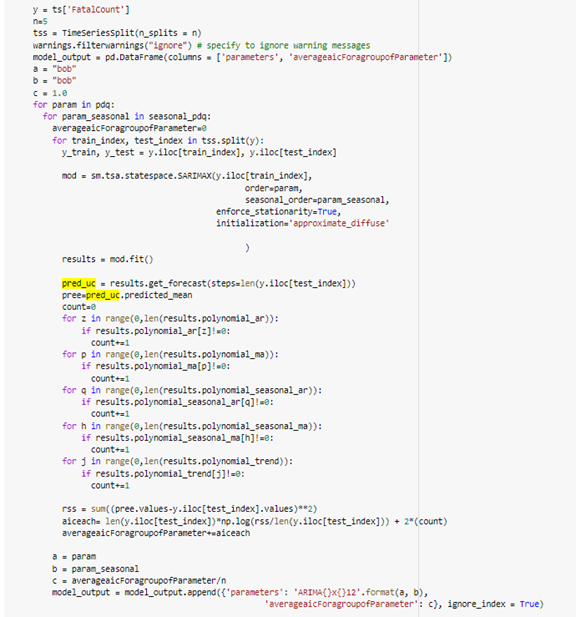 y = ts['FatalCount']
n=5
tss = TimeSeriesSplit(n_splits = n)
warnings.filterwarnings("ignore") # specify to ignore warning messages
model_output = pd.DataFrame(columns = ['parameters', 'averageaicForagroupofParameter'])
a = "bob"
b = "bob"
c = 1.0
for param in pdq:
for param_seasonal in seasonal_pdq:
averageaicForagroupofParameter=0
for train_index, test_index in tss.split(y):
y_train, y_test = y.iloc[train_index], y.iloc[test_index]
mod = sm.tsa.statespace.SARIMAX(y.iloc[train_index],
order=param,
seasonal_order=param_seasonal,
enforce_stationarity=True,
initialization='approximate_diffuse'
)
results = mod.fit()
pred_uc = results.get_forecast(steps=len(y.iloc[test_index]))
pree=pred_uc.predicted_mean
count=0
for z in range(0,len(results.polynomial_ar)):
if results.polynomial_ar[z]!=0:
count+=1
for p in range(0,len(results.polynomial_ma)):
if results.polynomial_ma[p]!=0:
count+=1
for q in range(0,len(results.polynomial_seasonal_ar)):
if results.polynomial_seasonal_ar[q]!=0:
count+=1
for h in range(0,len(results.polynomial_seasonal_ma)):
if results.polynomial_seasonal_ma[h]!=0:
count+=1
for j in range(0,len(results.polynomial_trend)):
if results.polynomial_trend[j]!=0:
count+=1
rss = sum((pree.values-y.iloc[test_index].values)**2)
aiceach= len(y.iloc[test_index])*np.log(rss/len(y.iloc[test_index])) + 2*(count)
averageaicForagroupofParameter+=aiceach
a = param
b = param_seasonal
c = averageaicForagroupofParameter/n
model_output = model_output.append({'parameters': 'ARIMA{}x{}12'.format(a, b),
'averageaicForagroupofParameter': c}, ignore_index = True)